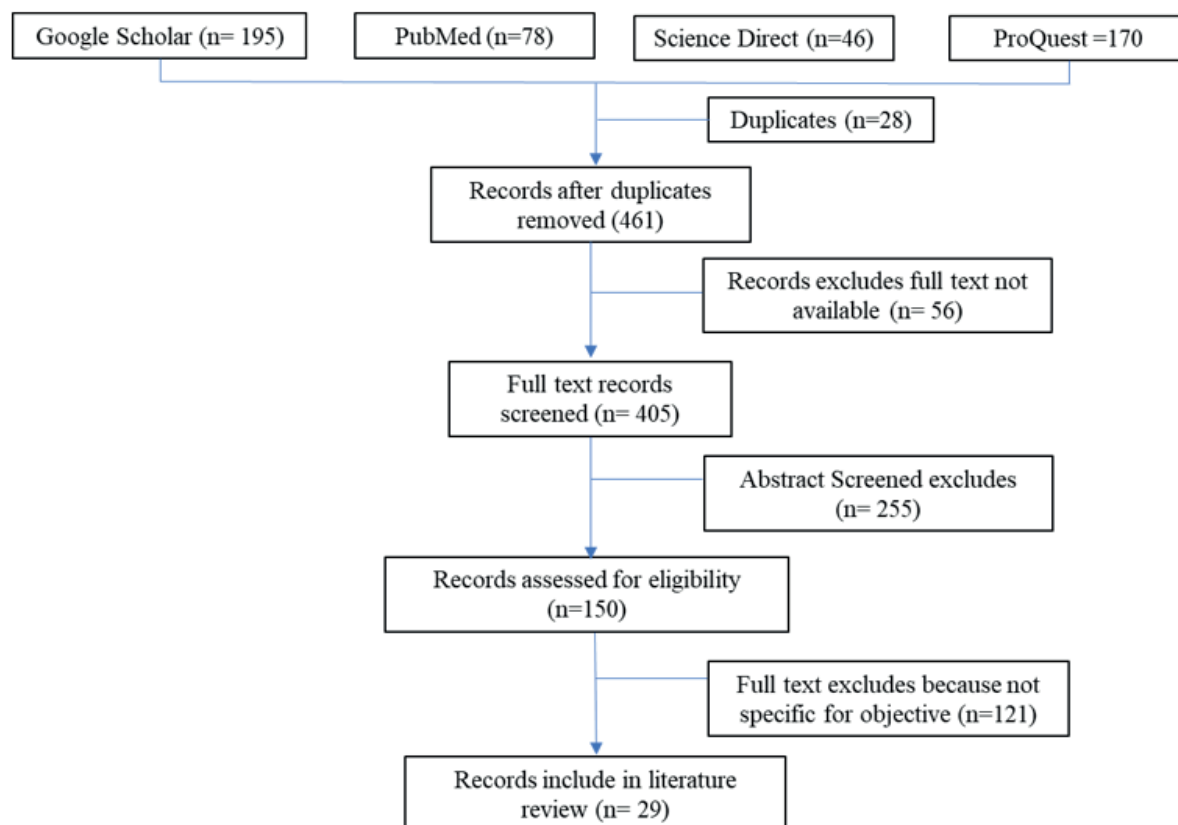 Google Scholar (n= 195)
PubMed (n=78)
Science Direct (n=46)
ProQuest =170
Duplicates (n=28)
Records after duplicates
removed (461)
Records excludes full text not
available (n= 56)
Full text records
screened (n= 405)
Abstract Screened excludes
(n= 255)
Records assessed for eligibility
(n=150)
Full text excludes because not
specific for objective (n=121)
Records include in literature
review (n= 29)